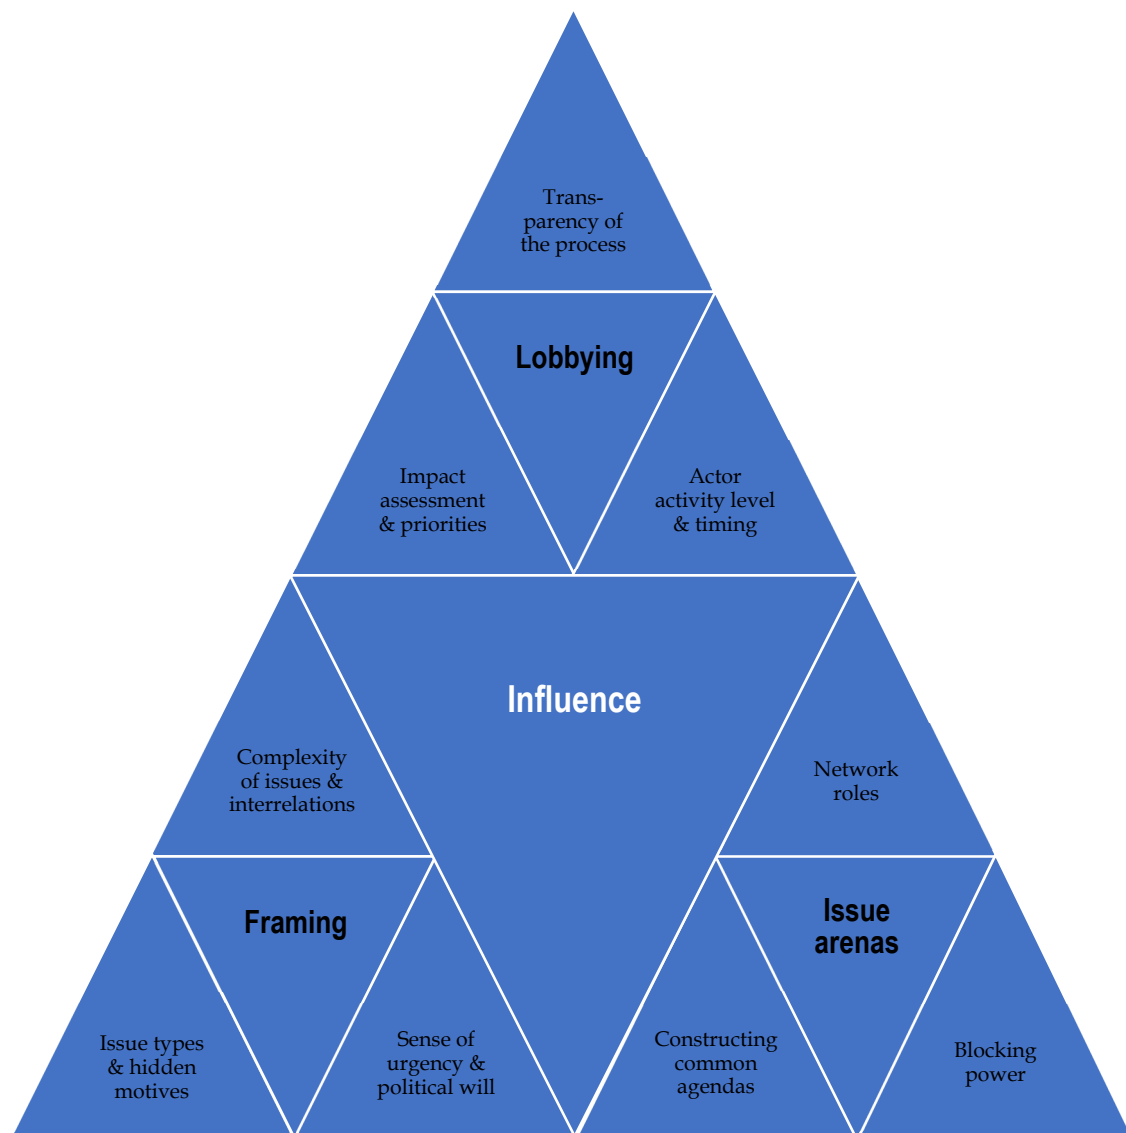 Trans-
parency of
the process
Lobbying
Impact
assessment
& priorities
Actor
activity level
& timing
Influence
Complexity
of issues &
interrelations
Network
roles
Framing
Issue
arenas
Issue types
& hidden
motives
Sense of
urgency &
political will
Constructing
common
agendas
Blocking
power